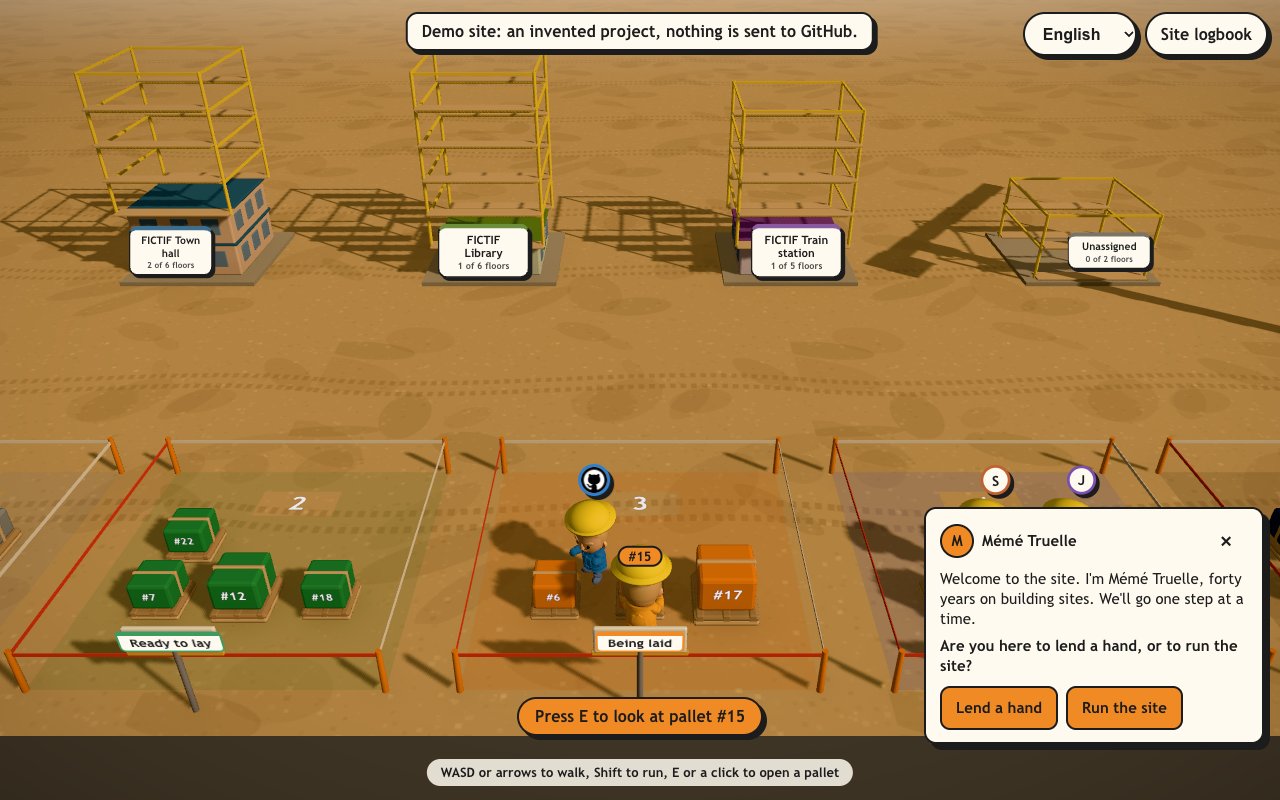 Demo site: an invented project, nothing is sent to GitHub.
English
Site logbook
FICTIF Town
hall
2 of 6 floors
FICTIF
Library
1 of 6 floors
FICTIF Train
station
1 of 5 floors
Unassigned
0 of 2 floors
2
3
S
J
#22
#7
#12
#18
#15
#6
#17
Ready to lay
Being laid
M
Mémé Truelle
×
Welcome to the site. I'm Mémé Truelle, forty
years on building sites. We'll go one step at a
time.
Are you here to lend a hand, or to run the
site?
Lend a hand
Run the site
Press E to look at pallet #15
WASD or arrows to walk, Shift to run, E or a click to open a pallet